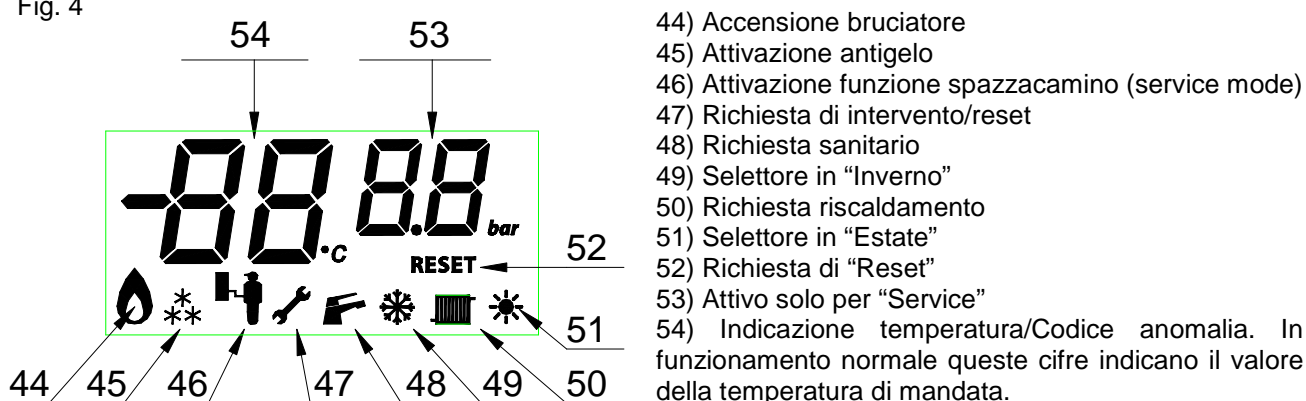 Fig. 4
54 53
-88 8.8
°C bar
RESET
52
51
44 45 46 47 48 49 50
44) Accensione bruciatore
45) Attivazione antigelo
46) Attivazione funzione spazzacamino (service mode)
47) Richiesta di intervento/reset
48) Richiesta sanitario
49) Selettore in “Inverno”
50) Richiesta riscaldamento
51) Selettore in “Estate”
52) Richiesta di “Reset”
53) Attivo solo per “Service”
54) Indicazione temperatura/Codice anomalia. In
funzionamento normale queste cifre indicano il valore
della temperatura di mandata.